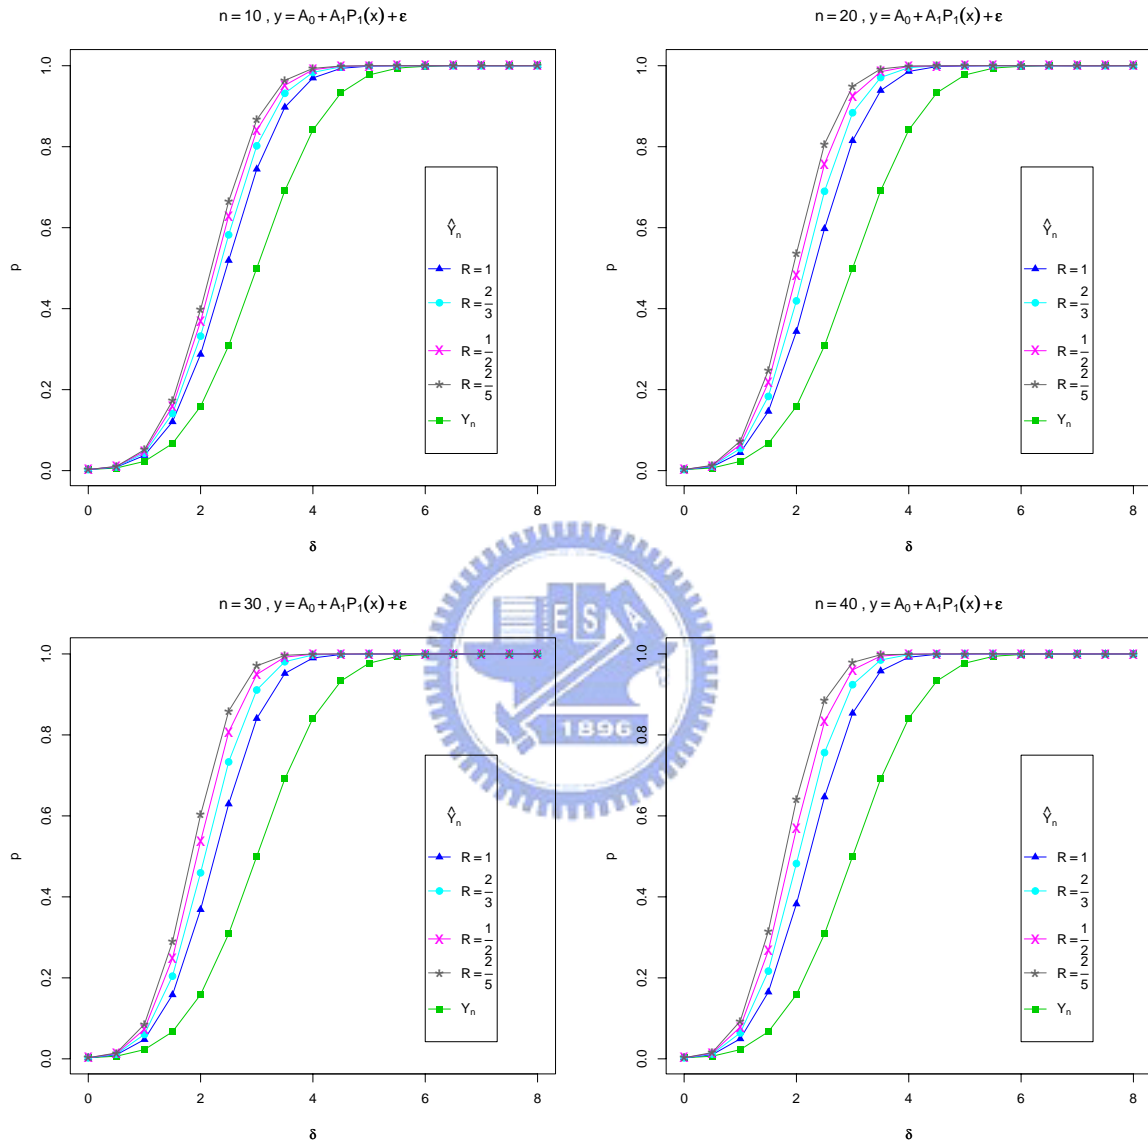 n = 10 , y = A₀ + A₁P₁(x) + ε
p
1.0
0.8
0.6
0.4
0.2
0.0
Ŷₙ
R = 1
R = 2/3
R = 1/2
R = 2/5
Yₙ
0 2 4 6 8
δ
n = 20 , y = A₀ + A₁P₁(x) + ε
p
1.0
0.8
0.6
0.4
0.2
0.0
Ŷₙ
R = 1
R = 2/3
R = 1/2
R = 2/5
Yₙ
0 2 4 6 8
δ
E S A
1896
n = 30 , y = A₀ + A₁P₁(x) + ε
p
1.0
0.8
0.6
0.4
0.2
0.0
Ŷₙ
R = 1
R = 2/3
R = 1/2
R = 2/5
Yₙ
0 2 4 6 8
δ
n = 40 , y = A₀ + A₁P₁(x) + ε
p
1.0
0.8
0.6
0.4
0.2
0.0
Ŷₙ
R = 1
R = 2/3
R = 1/2
R = 2/5
Yₙ
0 2 4 6 8
δ